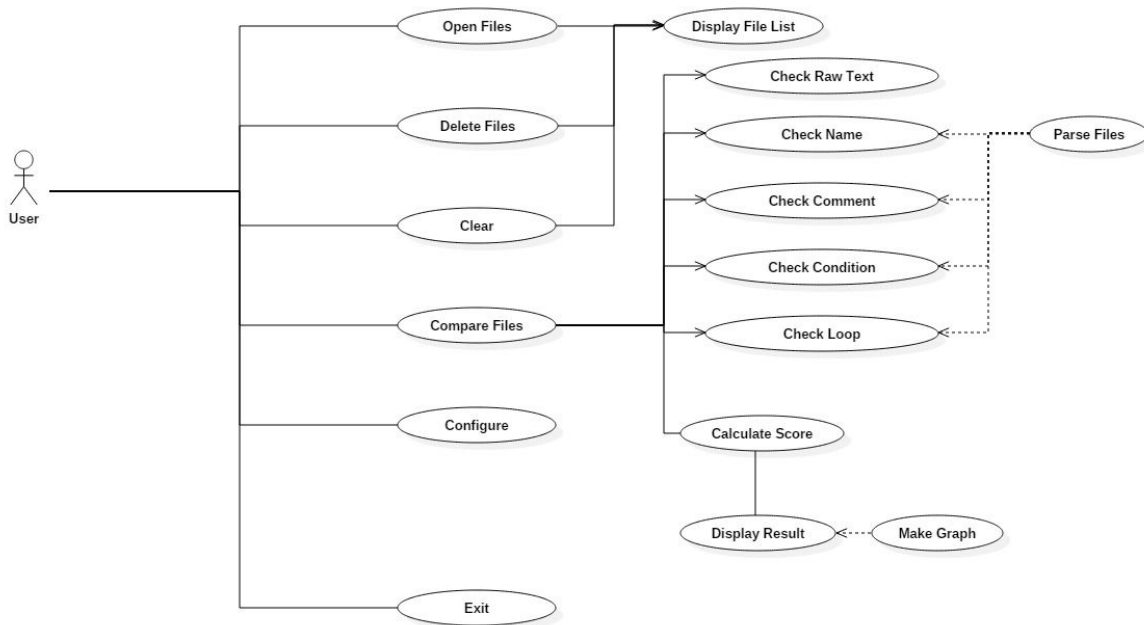 Open Files
Display File List
Check Raw Text
Delete Files
Check Name
Parse Files
User
Check Comment
Clear
Check Condition
Compare Files
Check Loop
Configure
Calculate Score
Display Result
Make Graph
Exit